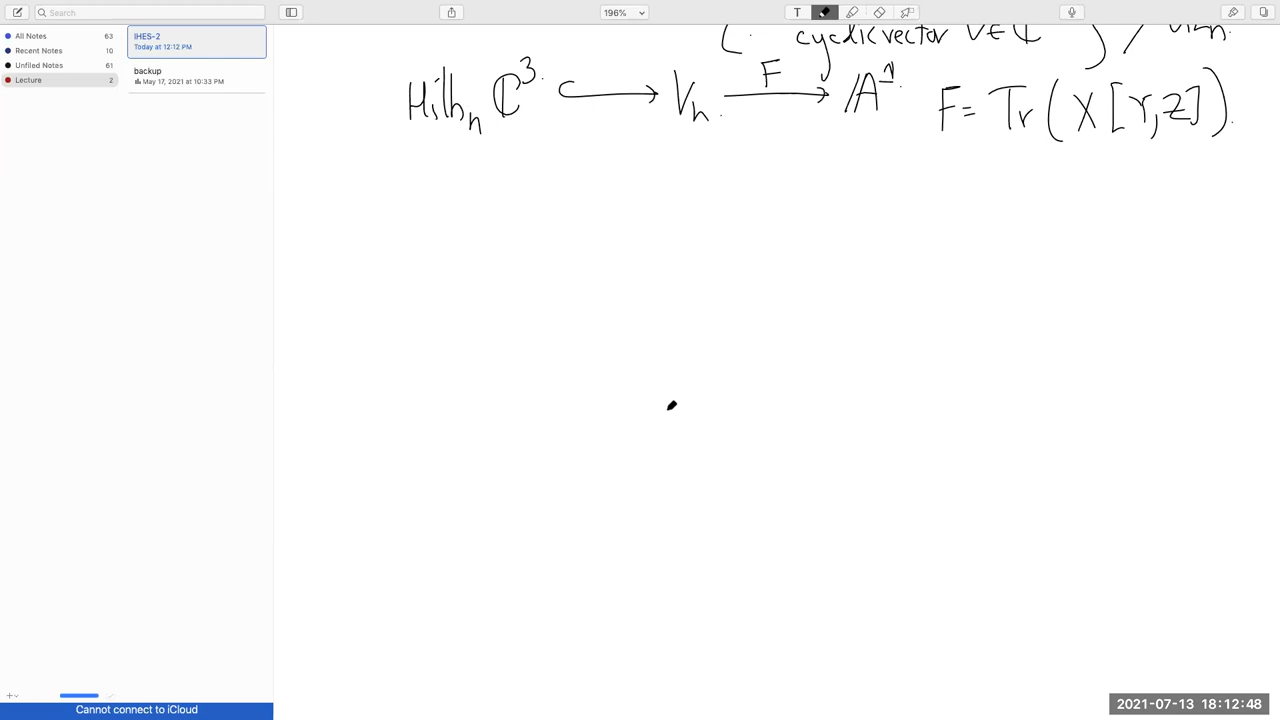 Search
196%
T
All Notes 63
Recent Notes 10
Unfiled Notes 61
Lecture 2
IHES-2
Today at 12:12 PM
backup
May 17, 2021 at 10:33 PM
cyclic vector v ∈ ℂ
Hilb_n ℂ^3 ↪ V_n →^F /A^1. F = Tr(X[Y,Z]).
Cannot connect to iCloud
2021-07-13 18:12:48